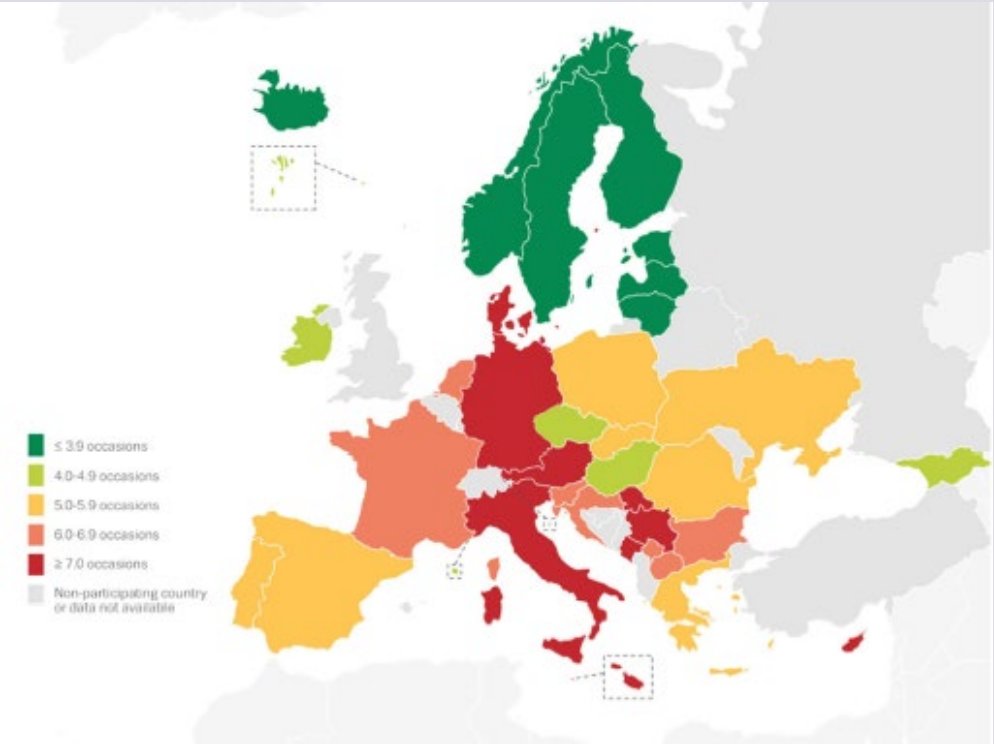 ≤ 3.9 occasions
4.0-4.9 occasions
5.0-5.9 occasions
6.0-6.9 occasions
≥ 7.0 occasions
Non-participating country
or data not available